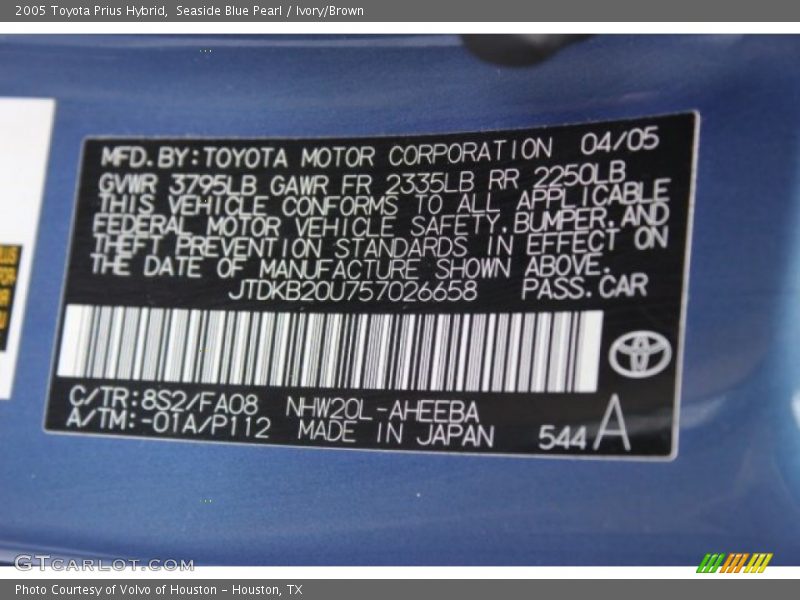 2005 Toyota Prius Hybrid, Seaside Blue Pearl / Ivory/Brown
MFD. BY: TOYOTA MOTOR CORPORATION 04/05
GVWR 3795LB GAWR FR 2335LB RR 2250LB
THIS VEHICLE CONFORMS TO ALL APPLICABLE
FEDERAL MOTOR VEHICLE SAFETY, BUMPER, AND
THEFT PREVENTION STANDARDS IN EFFECT ON
THE DATE OF MANUFACTURE SHOWN ABOVE.
JTDKB20U757026658 PASS. CAR
C/TR: 8S2/FA08 NHW20L-AHEEBA
A/TM: -01A/P112 MADE IN JAPAN
544 A
GTCARLOT.COM
Photo Courtesy of Volvo of Houston - Houston, TX